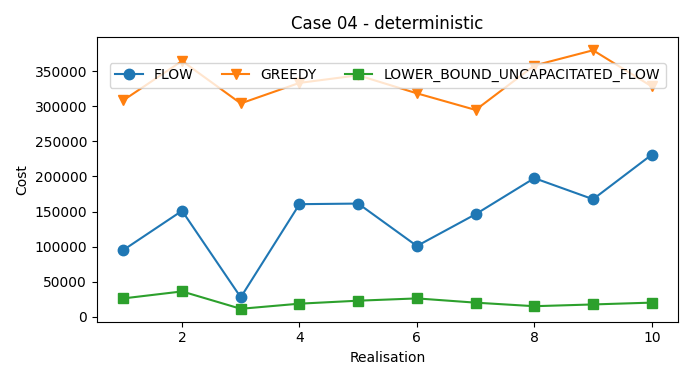 Case 04 - deterministic
FLOW GREEDY LOWER_BOUND_UNCAPACITATED_FLOW
350000
300000
250000
200000
150000
100000
50000
0
Cost
2 4 6 8 10
Realisation